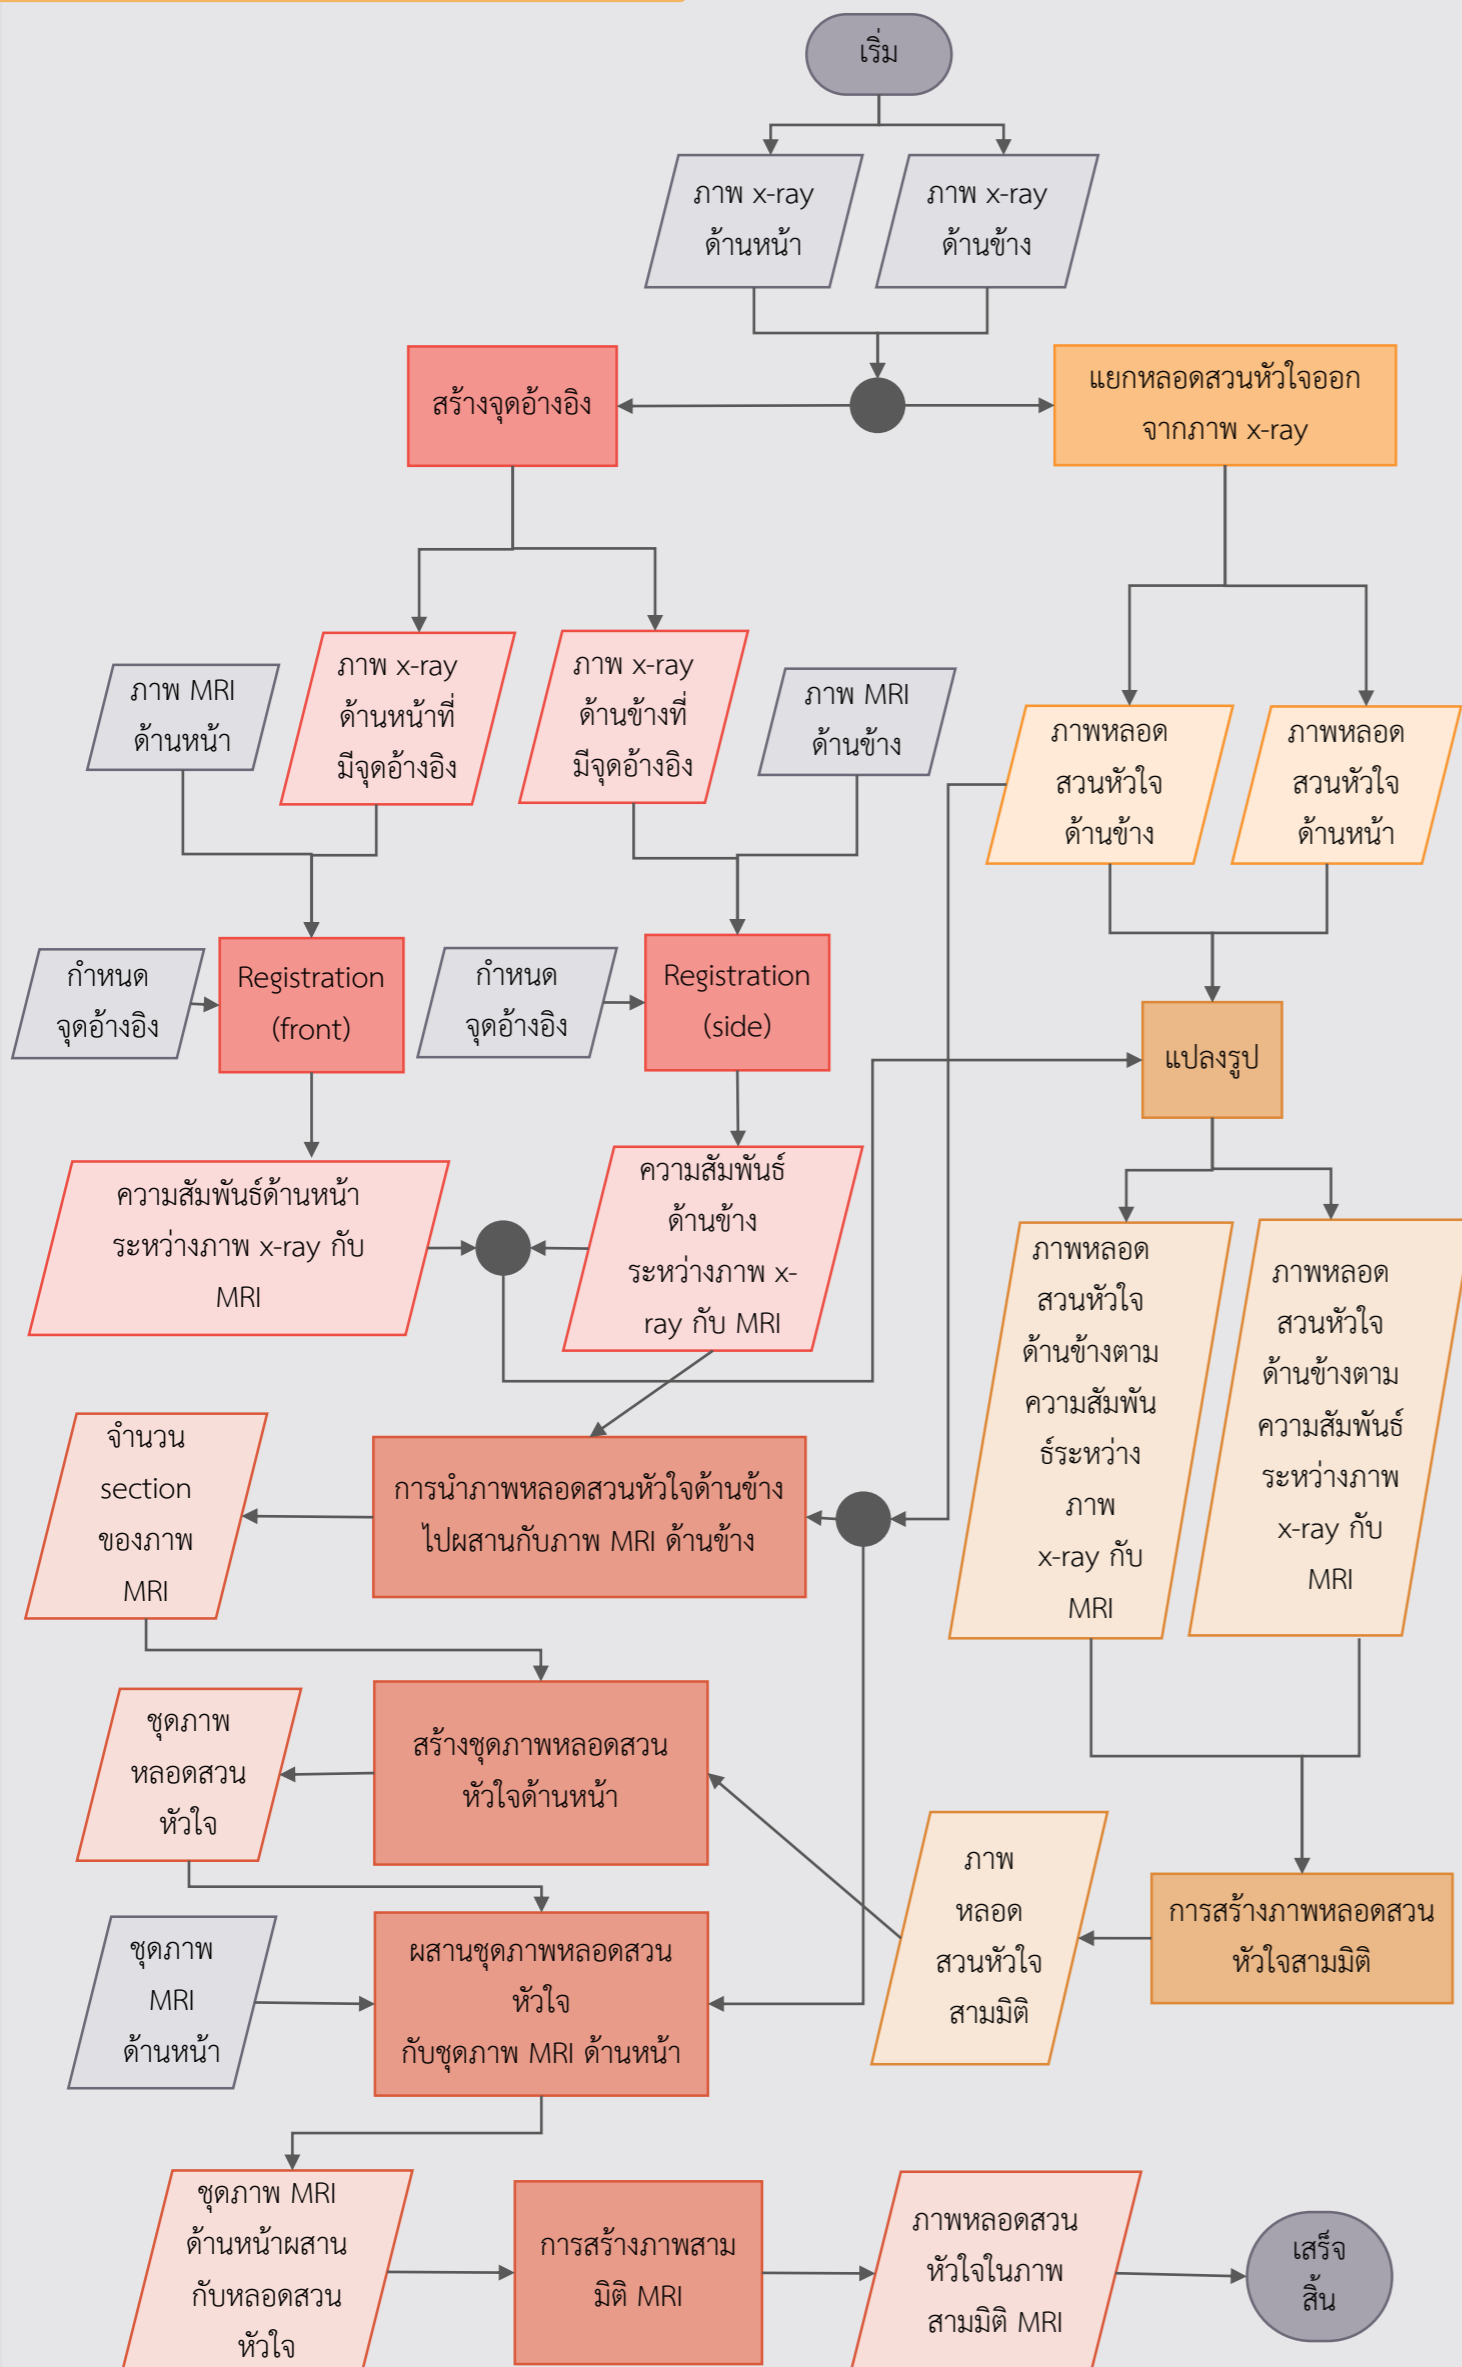 เริ่ม
ภาพ x-ray
ด้านหน้า
ภาพ x-ray
ด้านข้าง
สร้างจุดอ้างอิง
แยกหลอดสวนหัวใจออก
จากภาพ x-ray
ภาพ MRI
ด้านหน้า
ภาพ x-ray
ด้านหน้าที่
มีจุดอ้างอิง
ภาพ x-ray
ด้านข้างที่
มีจุดอ้างอิง
ภาพ MRI
ด้านข้าง
ภาพหลอด
สวนหัวใจ
ด้านข้าง
ภาพหลอด
สวนหัวใจ
ด้านหน้า
กำหนด
จุดอ้างอิง
Registration
(front)
กำหนด
จุดอ้างอิง
Registration
(side)
แปลงรูป
ความสัมพันธ์ด้านหน้า
ระหว่างภาพ x-ray กับ
MRI
ความสัมพันธ์
ด้านข้าง
ระหว่างภาพ x-
ray กับ MRI
ภาพหลอด
สวนหัวใจ
ด้านข้างตาม
ความสัมพัน
ธ์ระหว่าง
ภาพ
x-ray กับ
MRI
ภาพหลอด
สวนหัวใจ
ด้านข้างตาม
ความสัมพันธ์
ระหว่างภาพ
x-ray กับ
MRI
จำนวน
section
ของภาพ
MRI
การนำภาพหลอดสวนหัวใจด้านข้าง
ไปผสานกับภาพ MRI ด้านข้าง
ชุดภาพ
หลอดสวน
หัวใจ
สร้างชุดภาพหลอดสวน
หัวใจด้านหน้า
ภาพ
หลอด
สวนหัวใจ
สามมิติ
การสร้างภาพหลอดสวน
หัวใจสามมิติ
ชุดภาพ
MRI
ด้านหน้า
ผสานชุดภาพหลอดสวน
หัวใจ
กับชุดภาพ MRI ด้านหน้า
ชุดภาพ MRI
ด้านหน้าผสาน
กับหลอดสวน
หัวใจ
การสร้างภาพสาม
มิติ MRI
ภาพหลอดสวน
หัวใจในภาพ
สามมิติ MRI
เสร็จ
สิ้น